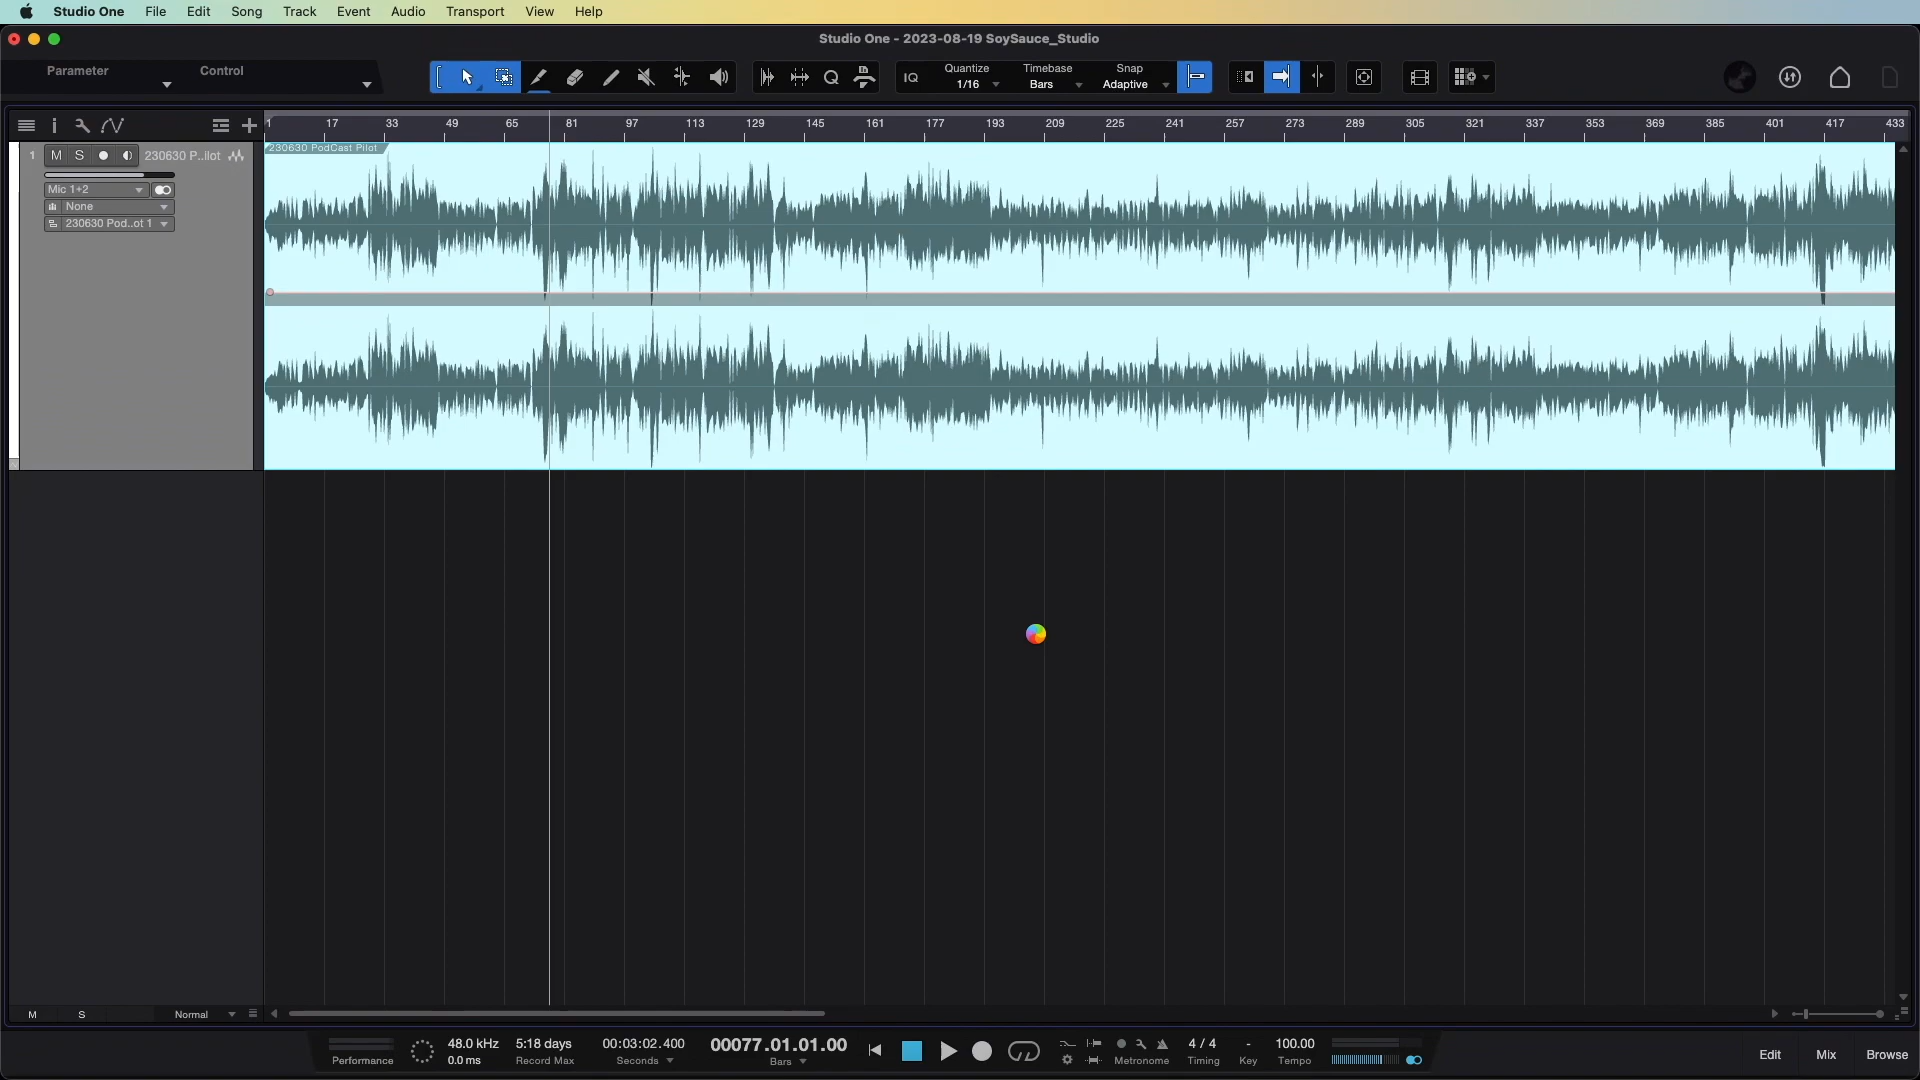 Studio One File Edit Song Track Event Audio Transport View Help
Studio One - 2023-08-19 SoySauce_Studio
Parameter Control
IQ Quantize 1/16 Timebase Bars Snap Adaptive
1 17 33 49 65 81 97 113 129 145 161 177 193 209 225 241 257 273 289 305 321 337 353 369 385 401 417 433
1 M S 230630 P..ilot
230630 PodCast Pilot
Mic 1+2
None
230630 Pod..ot 1
M S Normal
48.0 kHz 5:18 days 00:03:02.400 00077.01.01.00 4 / 4 - 100.00
Performance 0.0 ms Record Max Seconds Bars Metronome Timing Key Tempo
Edit Mix Browse